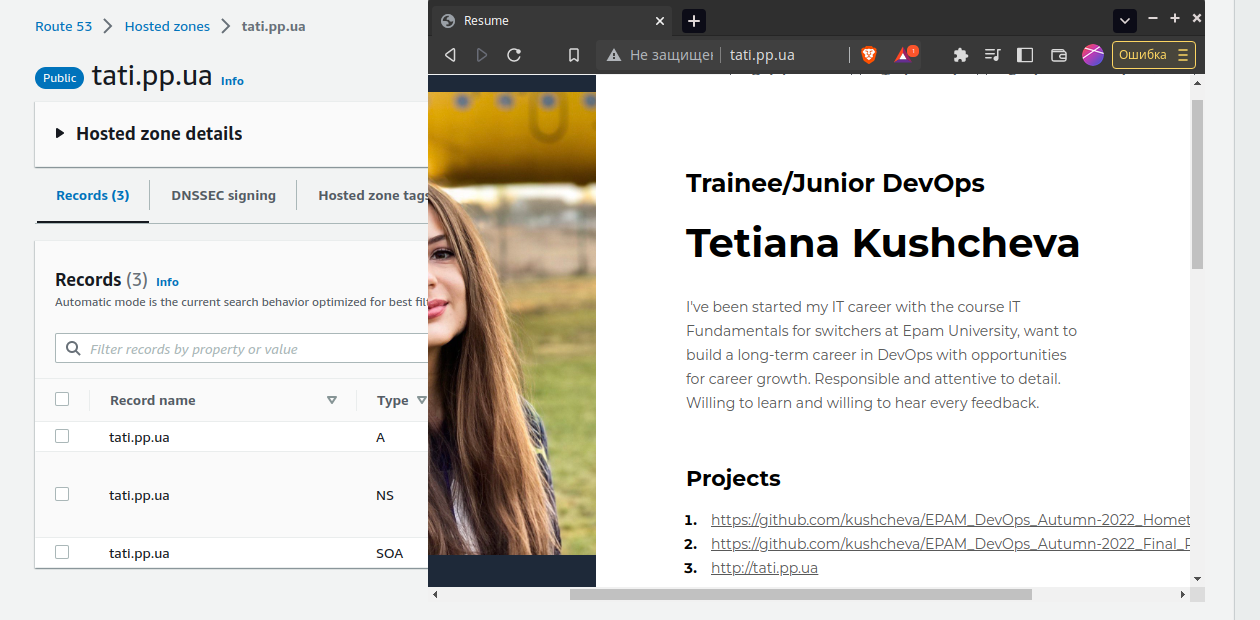 Route 53 > Hosted zones > tati.pp.ua
Public tati.pp.ua Info
Hosted zone details
Records (3) DNSSEC signing Hosted zone tags
Records (3) Info
Automatic mode is the current search behavior optimized for best fil
Filter records by property or value
Record name Type
tati.pp.ua A
tati.pp.ua NS
tati.pp.ua SOA
Resume
Не защищен tati.pp.ua 1 Ошибка
Trainee/Junior DevOps
Tetiana Kushcheva
I've been started my IT career with the course IT
Fundamentals for switchers at Epam University, want to
build a long-term career in DevOps with opportunities
for career growth. Responsible and attentive to detail.
Willing to learn and willing to hear every feedback.
Projects
1. https://github.com/kushcheva/EPAM_DevOps_Autumn-2022_Homet
2. https://github.com/kushcheva/EPAM_DevOps_Autumn-2022_Final_P
3. http://tati.pp.ua